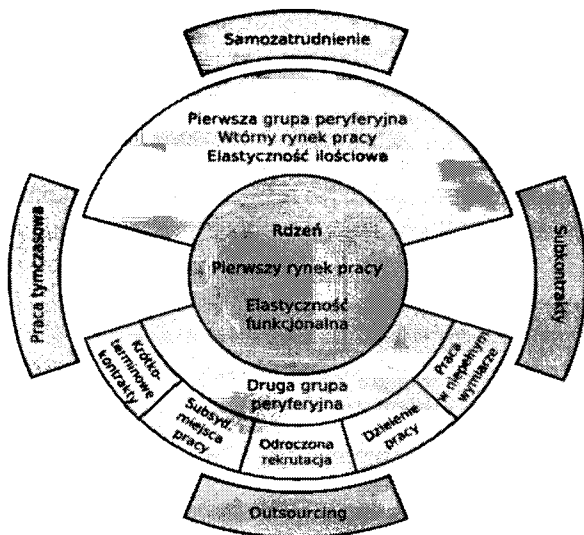 Samozatrudnienie
Pierwsza grupa peryferyjna
Wtórny rynek pracy
Elastyczność ilościowa
Praca tymczasowa
Subkontrakty
Rdzeń
Pierwszy rynek pracy
Elastyczność
funkcjonalna
Druga grupa
peryferyjna
Krótko-
terminowe
kontrakty
Subsyd.
miejsca
pracy
Odroczona
rekrutacja
Dzielenie
pracy
Praca
w niepełnym
wymiarze
Outsourcing